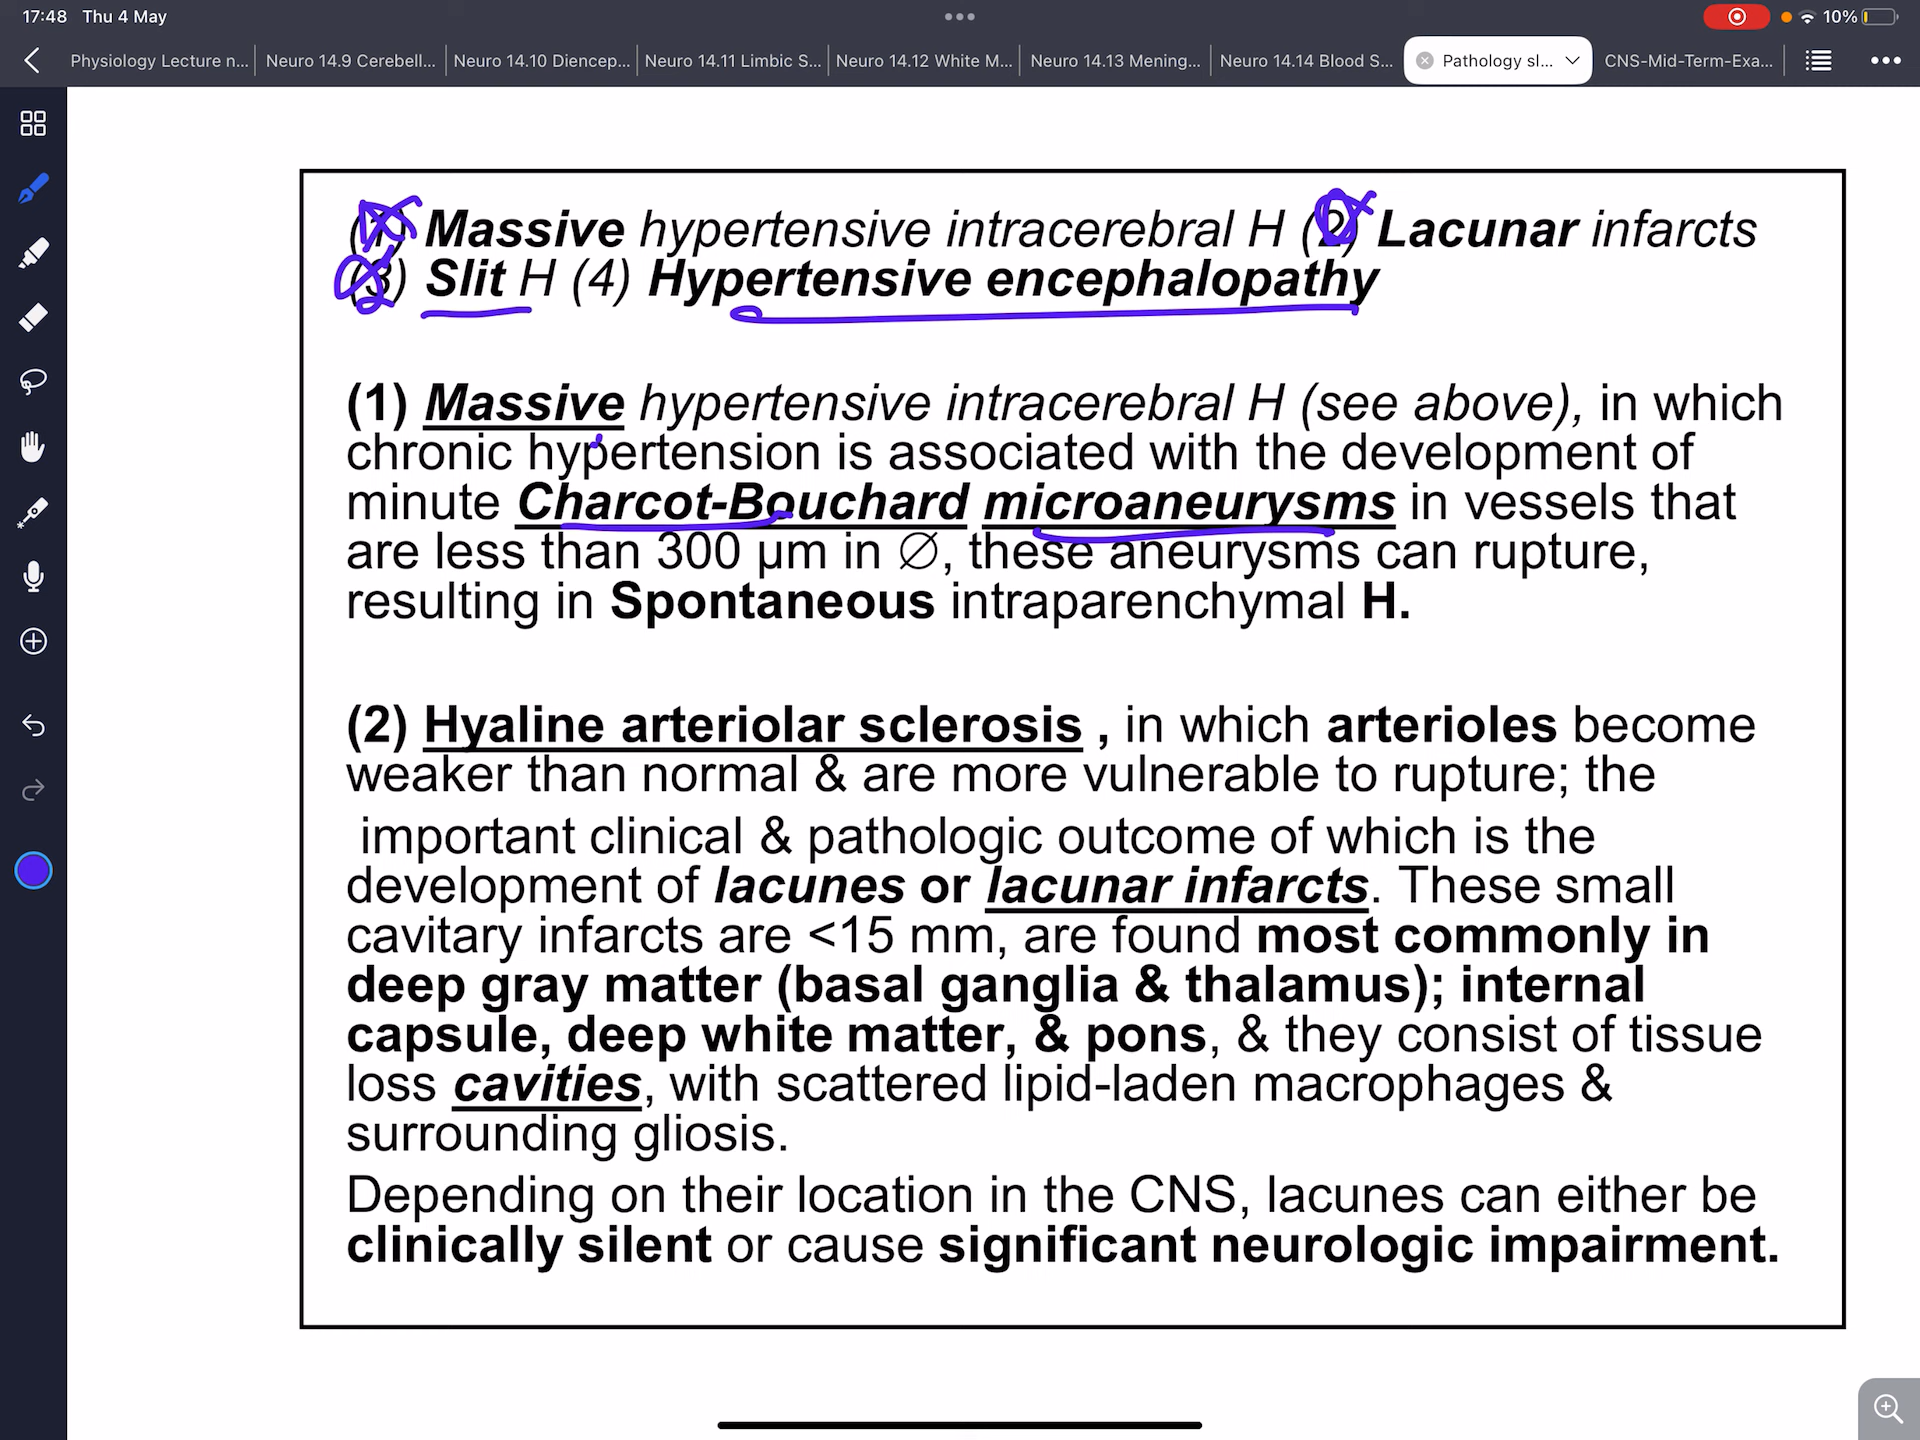 17:48 Thu 4 May
10%
Physiology Lecture n... Neuro 14.9 Cerebell... Neuro 14.10 Diencep... Neuro 14.11 Limbic S... Neuro 14.12 White M... Neuro 14.13 Mening... Neuro 14.14 Blood S... Pathology sl... CNS-Mid-Term-Exa...
(1) Massive hypertensive intracerebral H (2) Lacunar infarcts
(3) Slit H (4) Hypertensive encephalopathy
(1) Massive hypertensive intracerebral H (see above), in which
chronic hypertension is associated with the development of
minute Charcot-Bouchard microaneurysms in vessels that
are less than 300 µm in ∅, these aneurysms can rupture,
resulting in Spontaneous intraparenchymal H.
(2) Hyaline arteriolar sclerosis , in which arterioles become
weaker than normal & are more vulnerable to rupture; the
important clinical & pathologic outcome of which is the
development of lacunes or lacunar infarcts. These small
cavitary infarcts are <15 mm, are found most commonly in
deep gray matter (basal ganglia & thalamus); internal
capsule, deep white matter, & pons, & they consist of tissue
loss cavities, with scattered lipid-laden macrophages &
surrounding gliosis.
Depending on their location in the CNS, lacunes can either be
clinically silent or cause significant neurologic impairment.